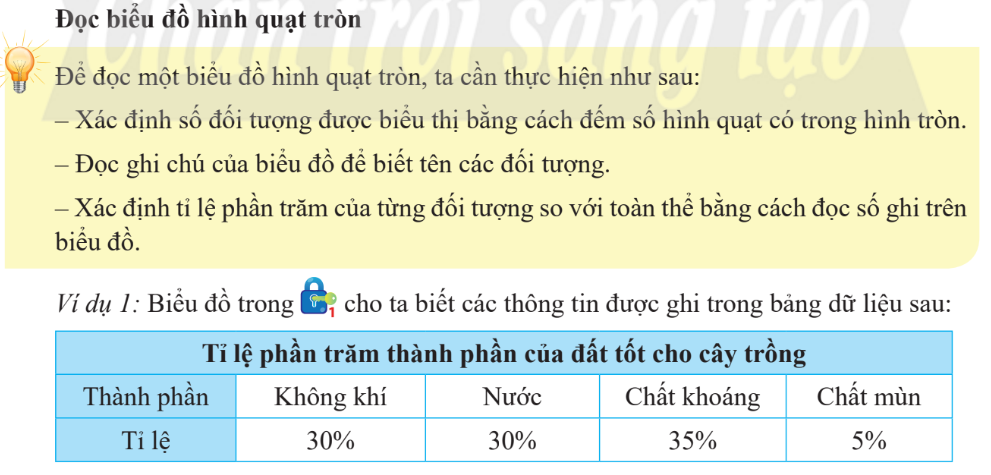 Chân trời sáng tạo
Đọc biểu đồ hình quạt tròn
Để đọc một biểu đồ hình quạt tròn, ta cần thực hiện như sau:
– Xác định số đối tượng được biểu thị bằng cách đếm số hình quạt có trong hình tròn.
– Đọc ghi chú của biểu đồ để biết tên các đối tượng.
– Xác định tỉ lệ phần trăm của từng đối tượng so với toàn thể bằng cách đọc số ghi trên
biểu đồ.
Ví dụ 1: Biểu đồ trong 1 cho ta biết các thông tin được ghi trong bảng dữ liệu sau:
Tỉ lệ phần trăm thành phần của đất tốt cho cây trồng
Thành phần Không khí Nước Chất khoáng Chất mùn
Tỉ lệ 30% 30% 35% 5%